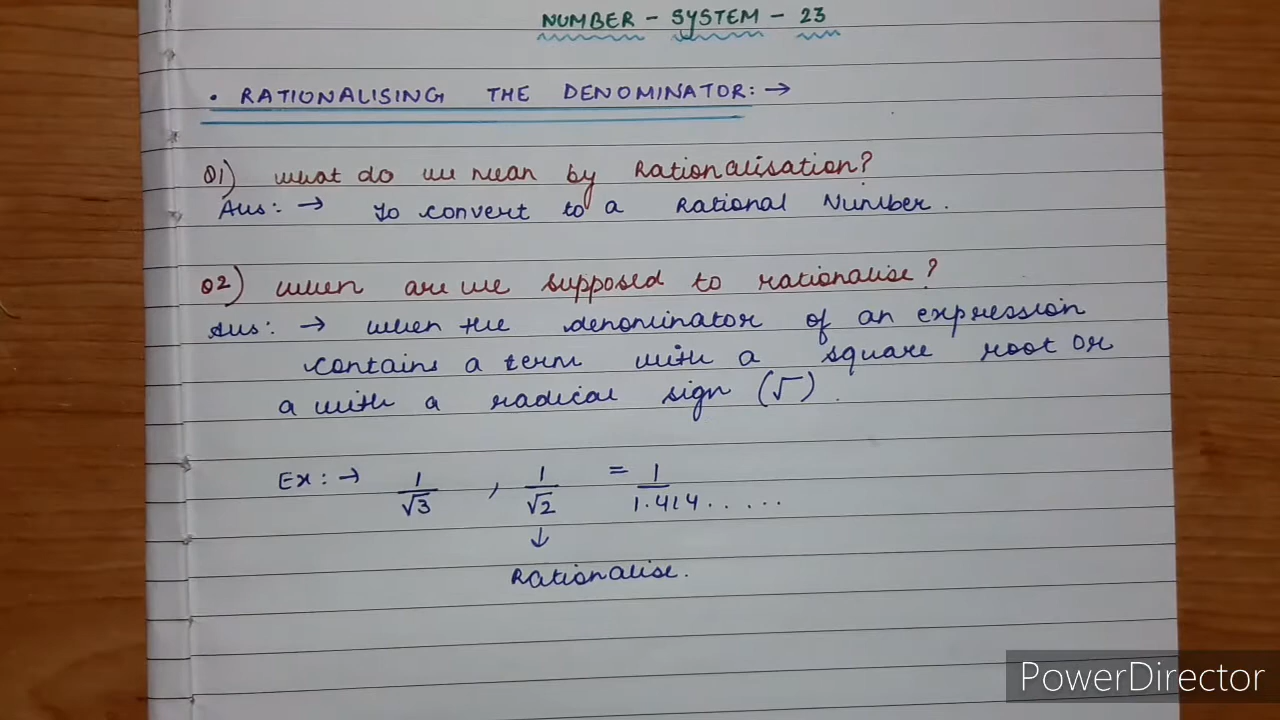 NUMBER - SYSTEM - 23
• RATIONALISING THE DENOMINATOR: →
Q1) What do we mean by Rationalisation?
Ans: → To convert to a Rational Number.
Q2) When are we supposed to rationalise?
Ans: → When the denominator of an expression
contains a term with a square root or
a with a radical sign (√).
Ex: → 1/√3 , 1/√2 = 1/1.414.....
↓
Rationalise.
PowerDirector